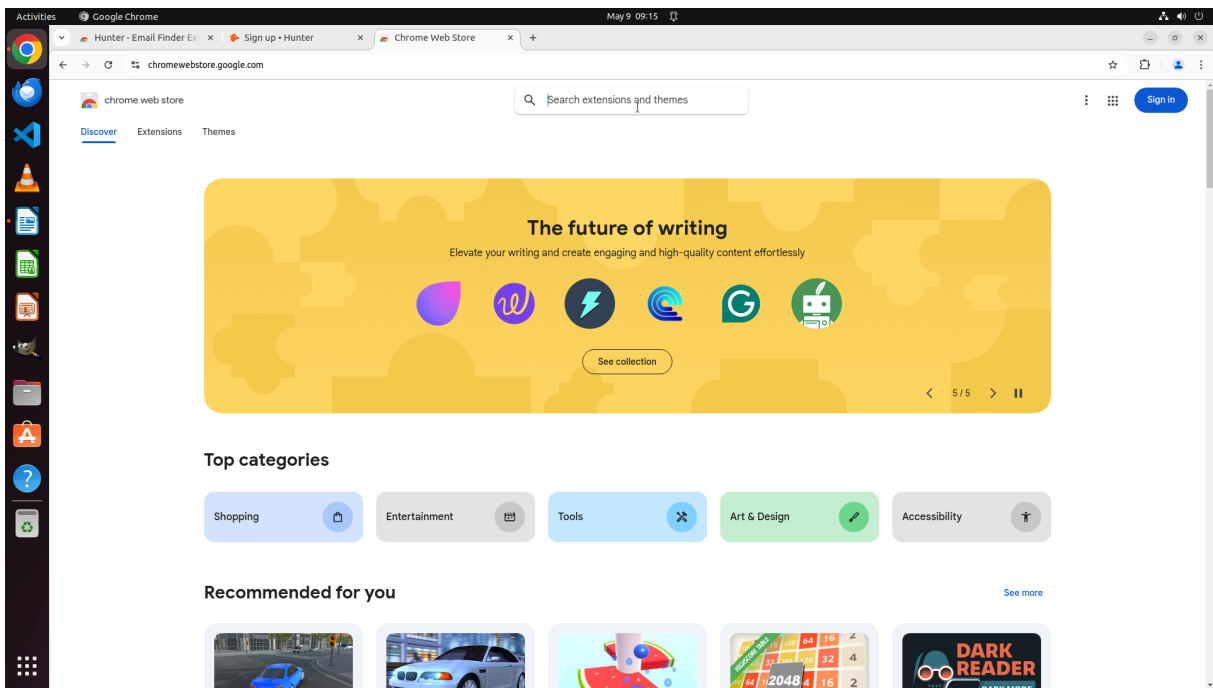 Activities Google Chrome May 9 09:15
Hunter - Email Finder Ex Sign up • Hunter Chrome Web Store
chromewebstore.google.com
chrome web store Search extensions and themes Sign in
Discover Extensions Themes
The future of writing
Elevate your writing and create engaging and high-quality content effortlessly
See collection
5/5
Top categories
Shopping Entertainment Tools Art & Design Accessibility
Recommended for you See more
HIGHSCORE TABLE
2048
DARK
READER